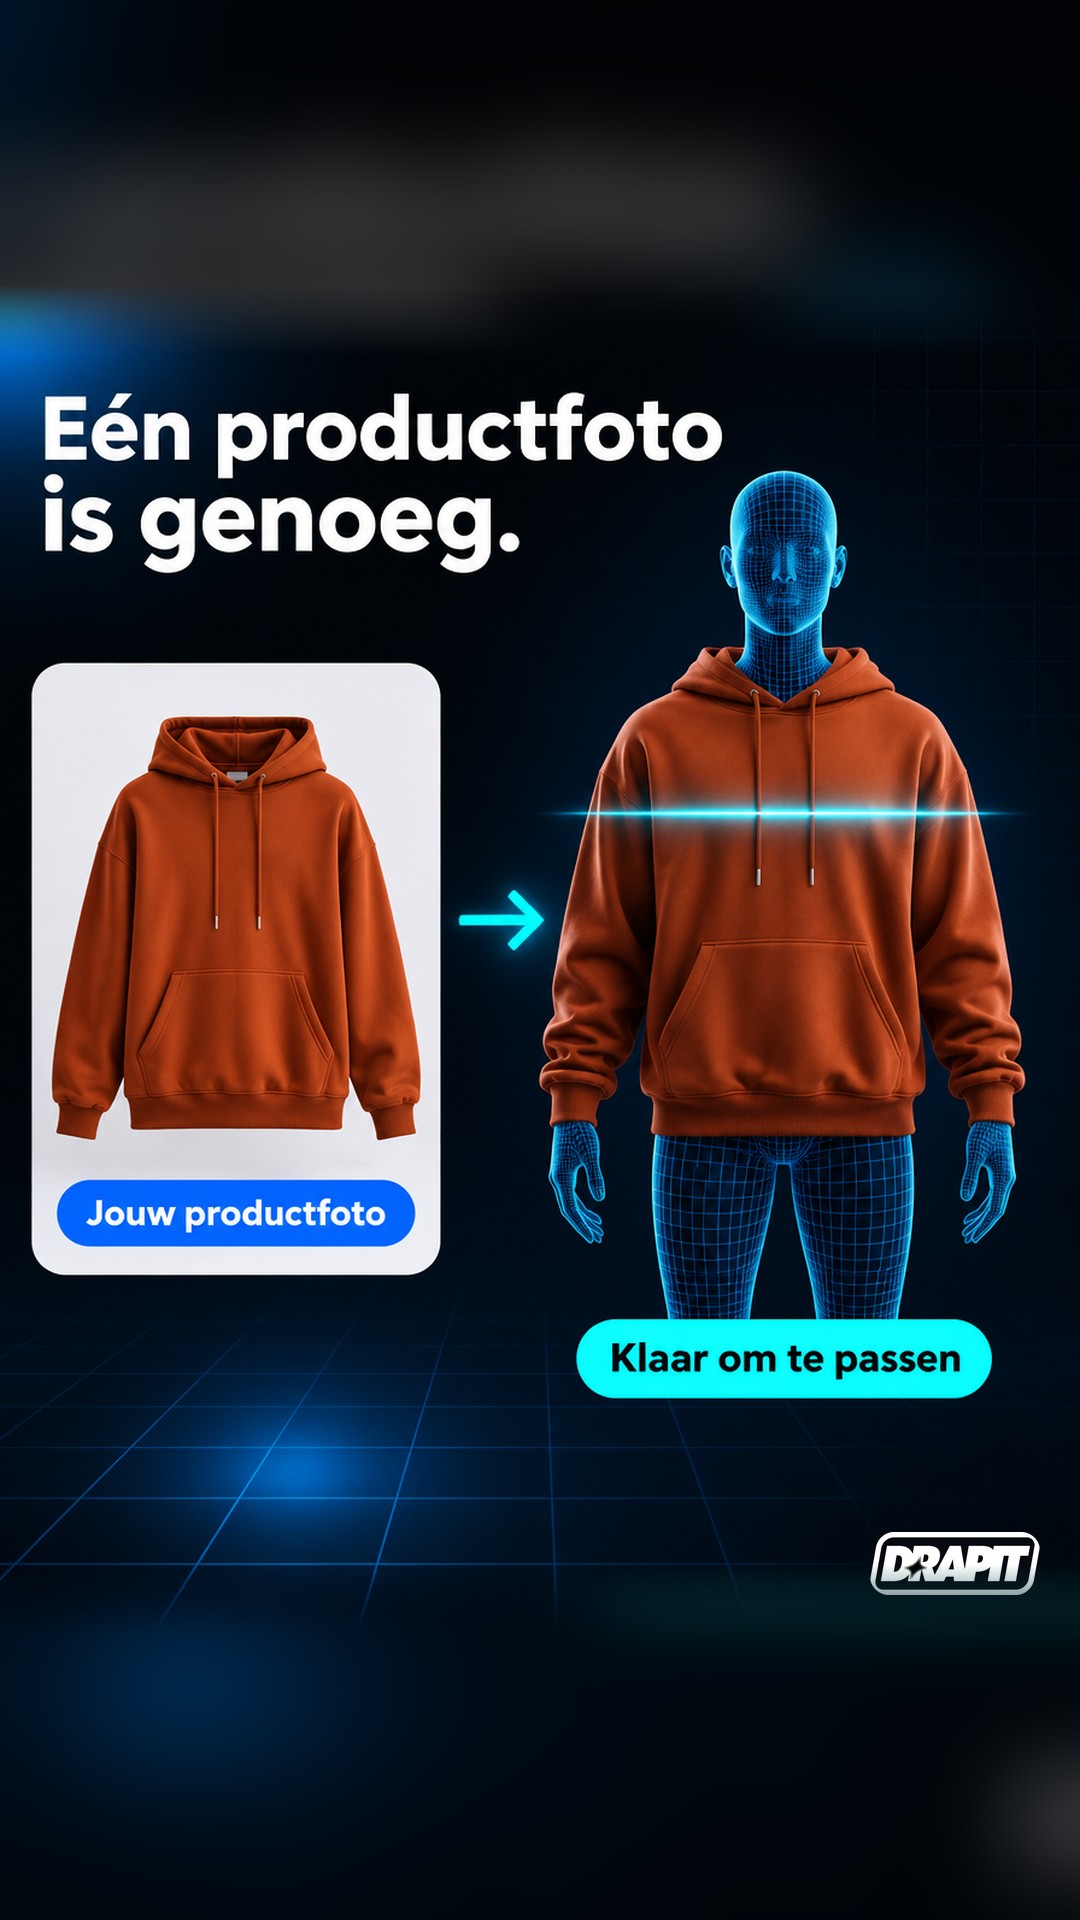 Eén productfoto
is genoeg.
Jouw productfoto
Klaar om te passen
DRAPIT